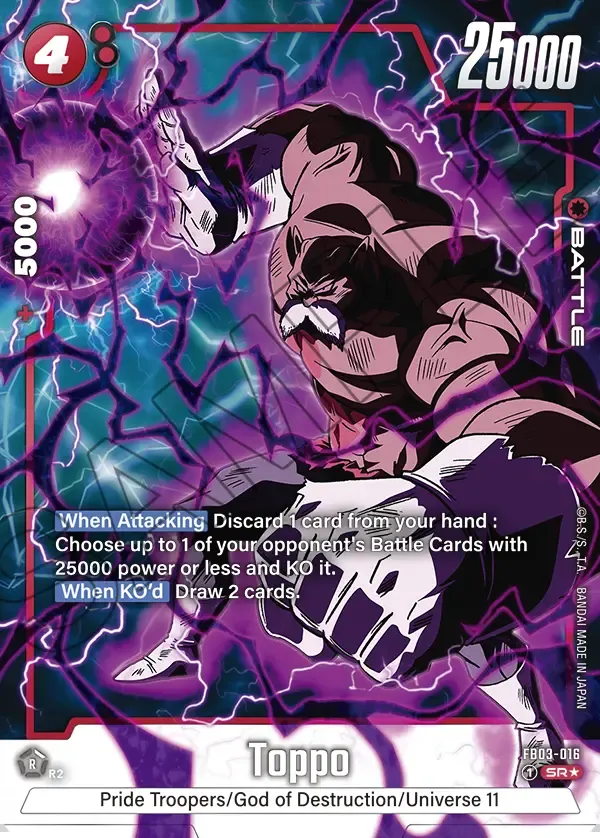 4
25000
5000
+
BATTLE
SAMPLE
When Attacking Discard 1 card from your hand :
Choose up to 1 of your opponent's Battle Cards with
25000 power or less and KO it.
When KO'd Draw 2 cards.
©B.S./S., T.A. BANDAI MADE IN JAPAN
Toppo
FB03-016
R R2
1 SR★
Pride Troopers/God of Destruction/Universe 11